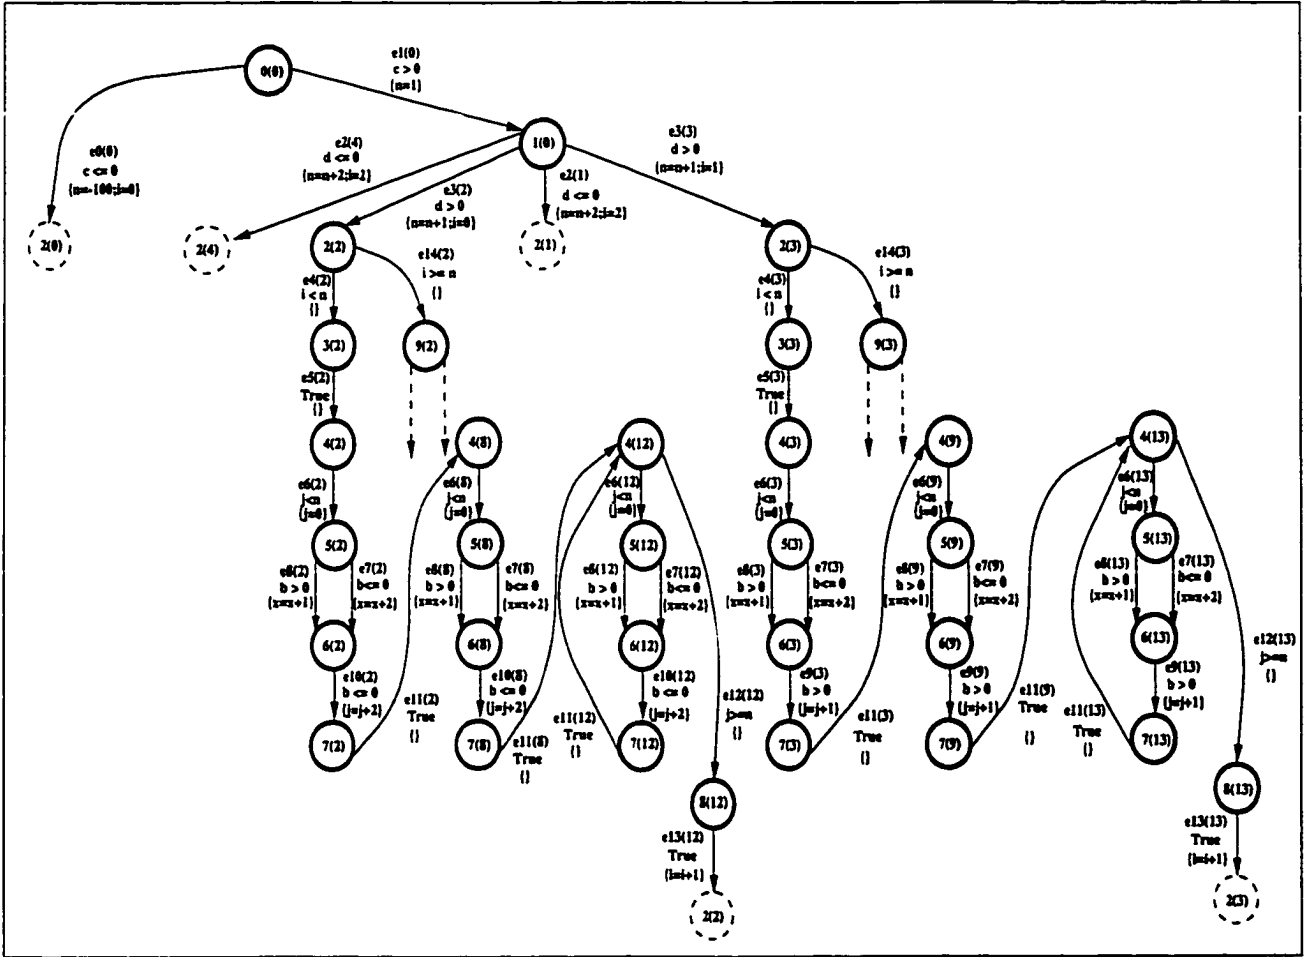 0(0)
e1(0)
c > 0
{n=1}
e0(0)
c <= 0
{n=-100;i=0}
1(0)
e2(4)
d <= 0
{n=n+2;i=2}
e3(2)
d > 0
{n=n+1;i=0}
e2(1)
d <= 0
{n=n+2;i=2}
e3(3)
d > 0
{n=n+1;i=1}
2(0)
2(4)
2(2)
2(1)
2(3)
e14(2)
i >= n
{}
e14(3)
i >= n
{}
e4(2)
i < n
{}
e4(3)
i < n
{}
3(2)
9(2)
3(3)
9(3)
e5(2)
True
{}
e5(3)
True
{}
4(2)
4(8)
4(12)
4(3)
4(9)
4(13)
e6(2)
j<n
{j=0}
e6(8)
j<n
{j=0}
e6(12)
j<n
{j=0}
e6(3)
j<n
{j=0}
e6(9)
j<n
{j=0}
e6(13)
j<n
{j=0}
5(2)
5(8)
5(12)
5(3)
5(9)
5(13)
e8(2)
b > 0
{x=x+1}
e7(2)
b<= 0
{x=x+2}
e8(8)
b > 0
{x=x+1}
e7(8)
b<= 0
{x=x+2}
e8(12)
b > 0
{x=x+1}
e7(12)
b<= 0
{x=x+2}
e8(3)
b > 0
{x=x+1}
e7(3)
b<= 0
{x=x+2}
e8(9)
b > 0
{x=x+1}
e7(9)
b<= 0
{x=x+2}
e8(13)
b > 0
{x=x+1}
e7(13)
b<= 0
{x=x+2}
6(2)
6(8)
6(12)
6(3)
6(9)
6(13)
e10(2)
b <= 0
{j=j+2}
e10(8)
b <= 0
{j=j+2}
e10(12)
b <= 0
{j=j+2}
e9(3)
b > 0
{j=j+1}
e9(9)
b > 0
{j=j+1}
e9(13)
b > 0
{j=j+1}
e12(13)
j>=n
{}
e11(2)
True
{}
e11(8)
True
{}
e11(12)
True
{}
e12(12)
j>=n
{}
e11(3)
True
{}
e11(9)
True
{}
e11(13)
True
{}
7(2)
7(8)
7(12)
7(3)
7(9)
7(13)
8(12)
8(13)
e13(12)
True
{i=i+1}
e13(13)
True
{i=i+1}
2(2)
2(3)